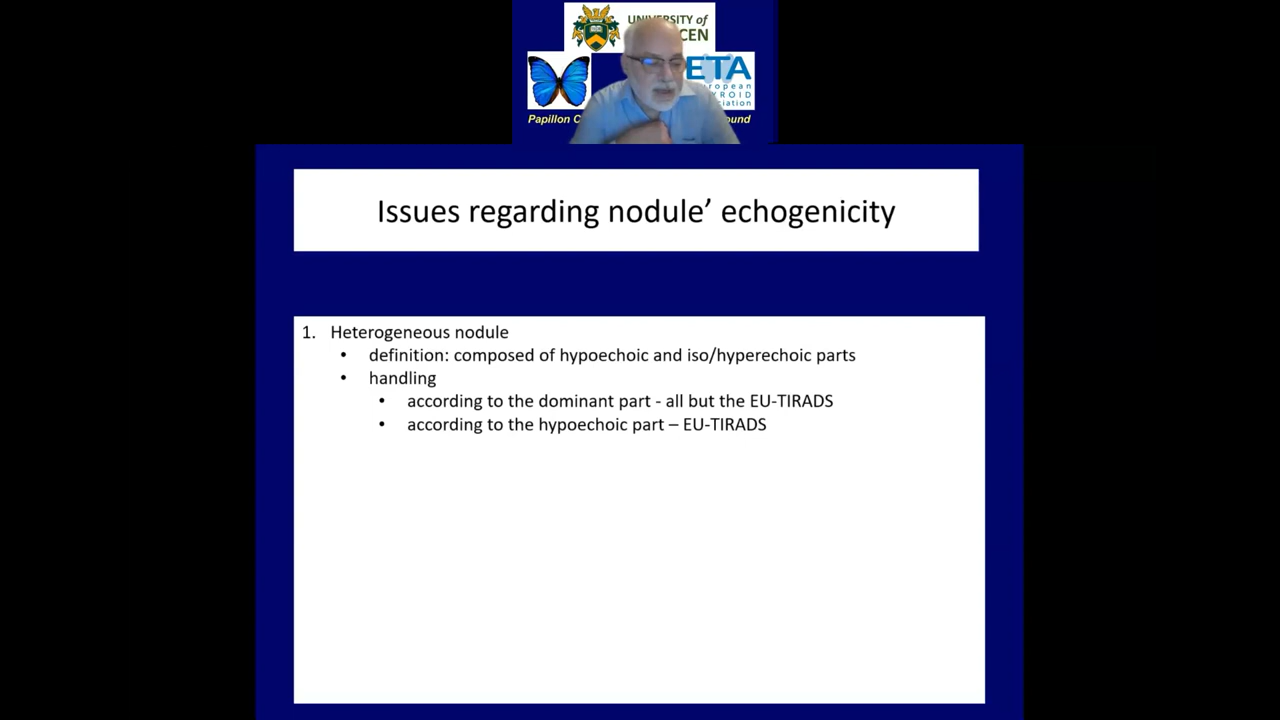 UNIVERSITY of
CEN
ETA
Papillon
Issues regarding nodule’ echogenicity
1. Heterogeneous nodule
• definition: composed of hypoechoic and iso/hyperechoic parts
• handling
• according to the dominant part - all but the EU-TIRADS
• according to the hypoechoic part – EU-TIRADS